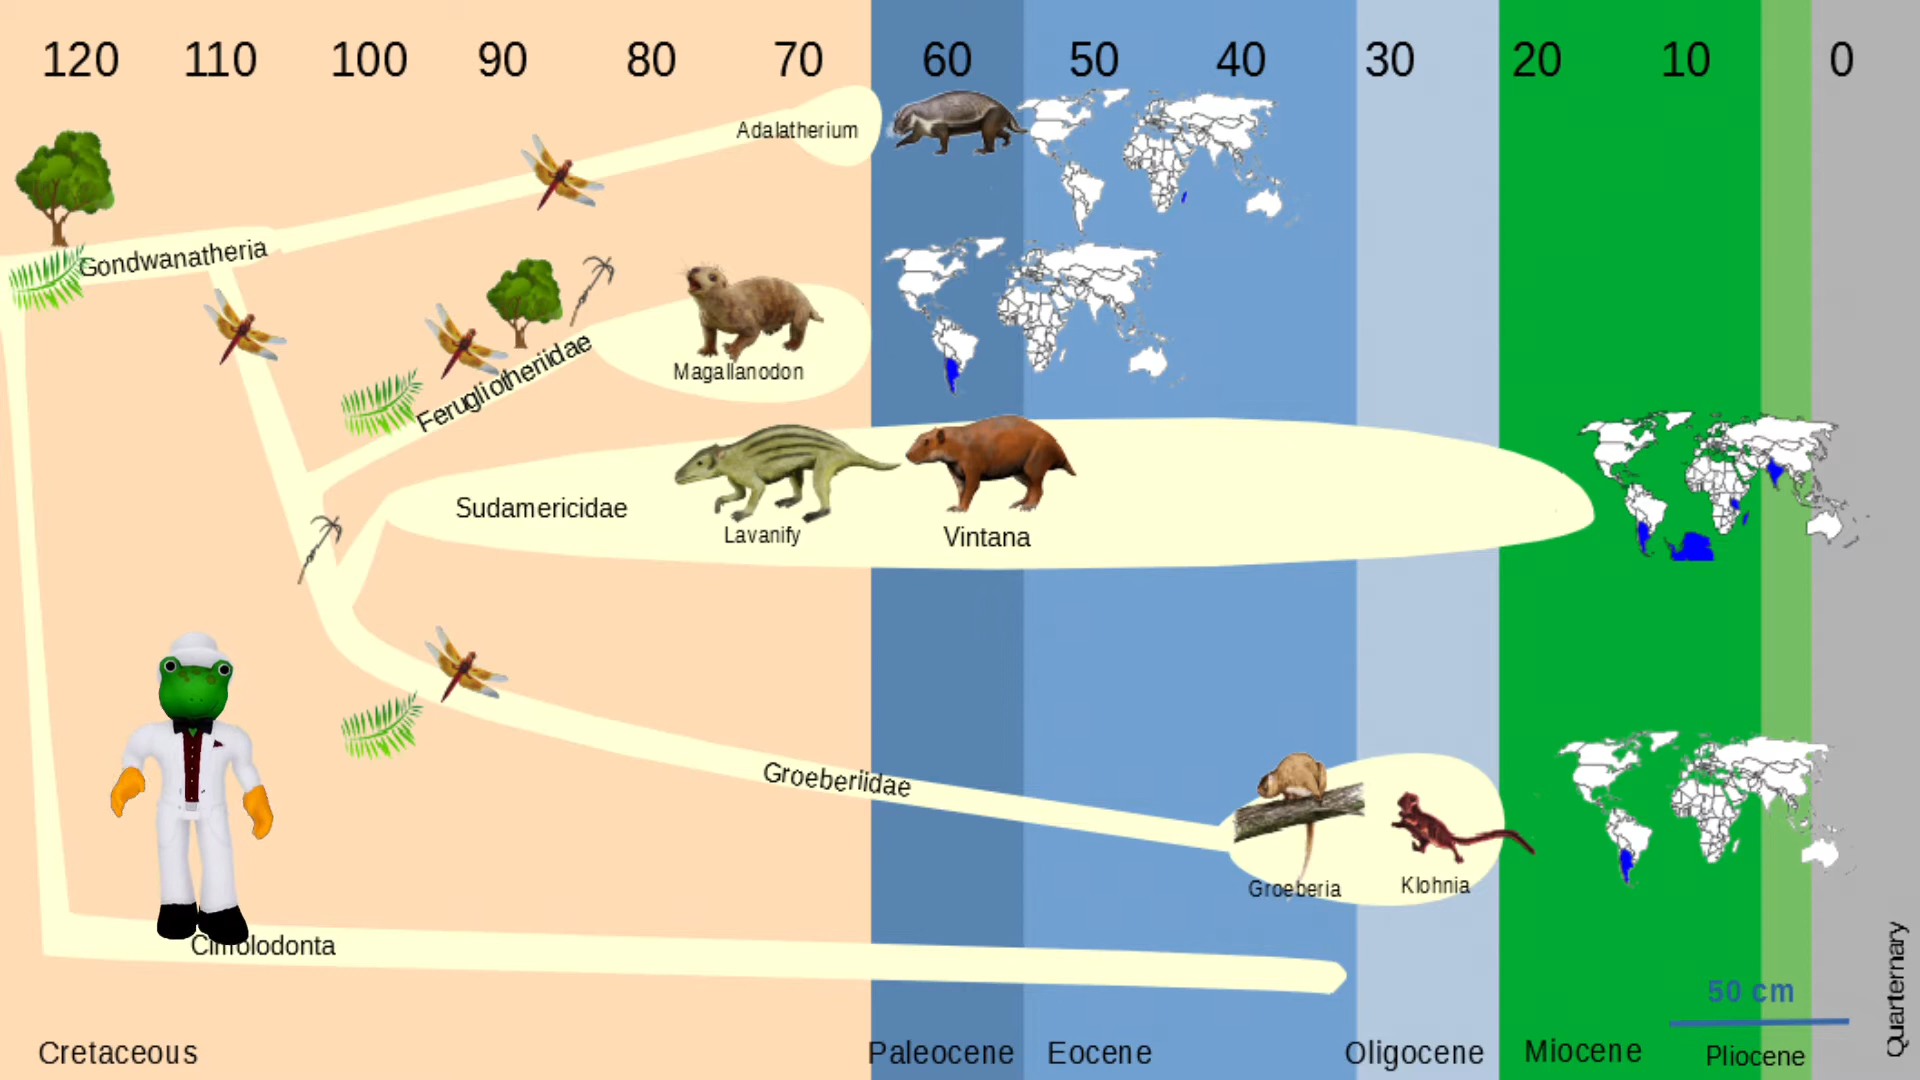 120 110 100 90 80 70 60 50 40 30 20 10 0
Adalatherium
Gondwanatheria
Ferugliotheriidae
Magallanodon
Sudamericidae
Lavanify
Vintana
Groeberiidae
Groeberia
Klohnia
Cimolodonta
50 cm
Quarternary
Cretaceous
Paleocene
Eocene
Oligocene
Miocene
Pliocene